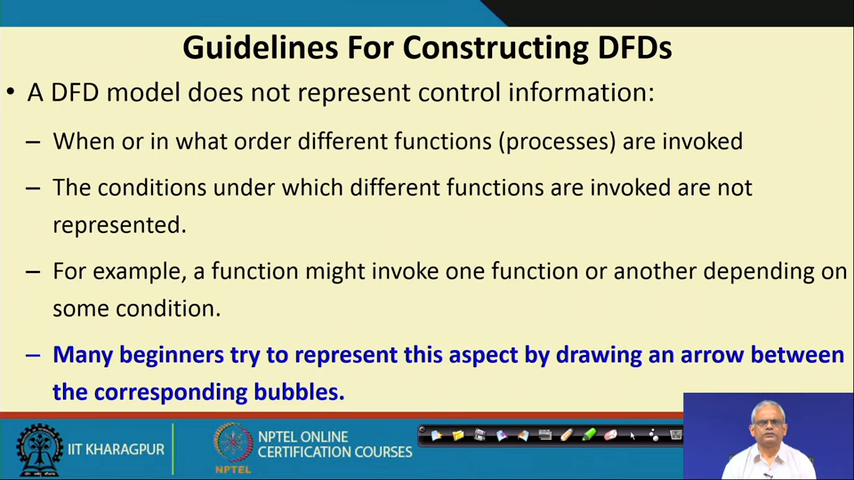 Guidelines For Constructing DFDs
• A DFD model does not represent control information:
– When or in what order different functions (processes) are invoked
– The conditions under which different functions are invoked are not
represented.
– For example, a function might invoke one function or another depending on
some condition.
– Many beginners try to represent this aspect by drawing an arrow between
the corresponding bubbles.
IIT KHARAGPUR
NPTEL
NPTEL ONLINE
CERTIFICATION COURSES